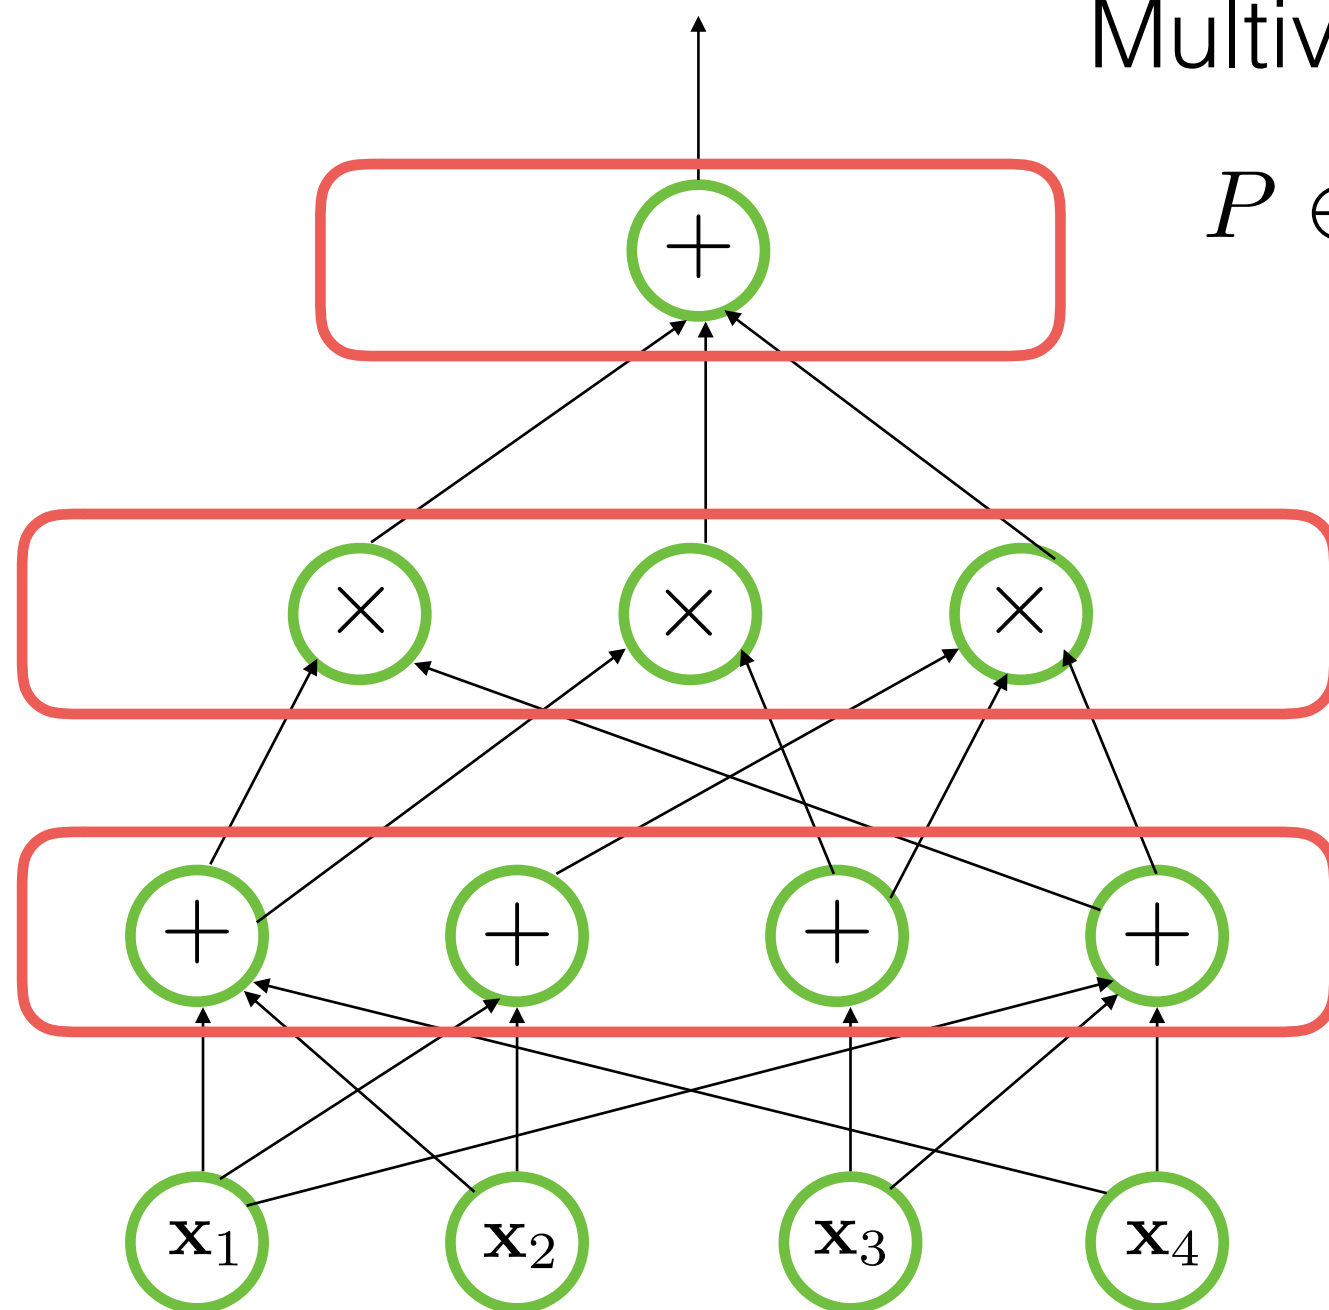 Multiv
P ∈
+
× × ×
+ + + +
x₁ x₂ x₃ x₄